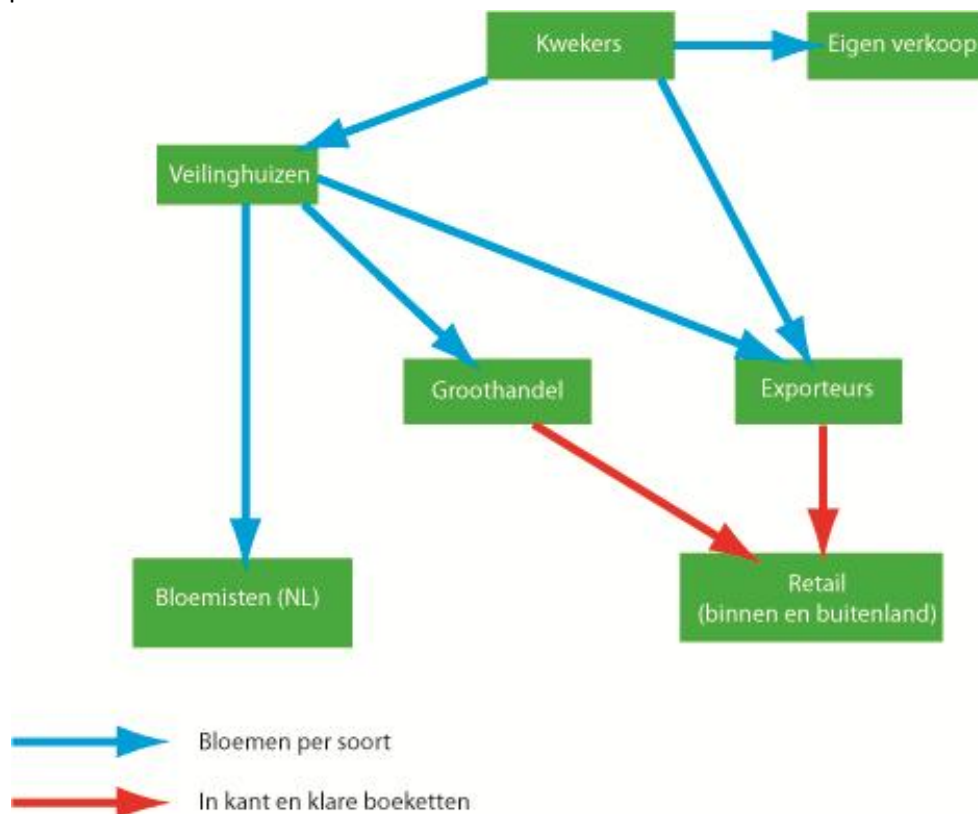 Kwekers
Eigen verkoop
Veilinghuizen
Groothandel
Exporteurs
Bloemisten (NL)
Retail
(binnen en buitenland)
Bloemen per soort
In kant en klare boeketten